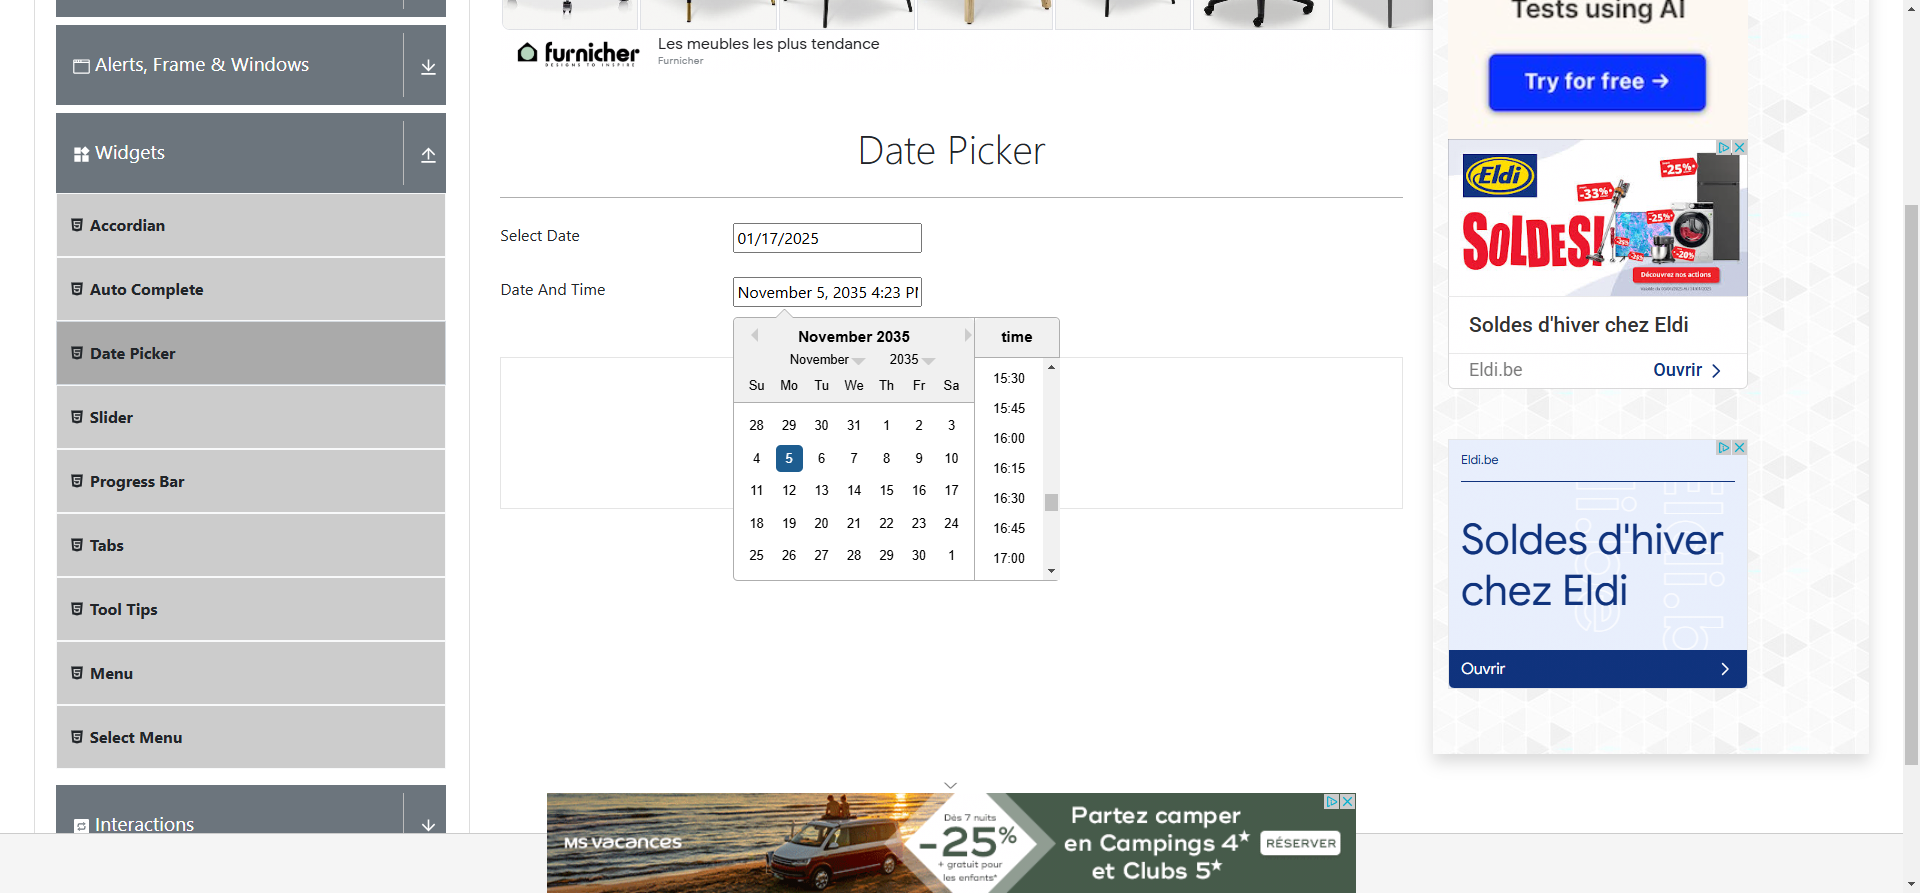 Alerts, Frame & Windows
Widgets
Accordian
Auto Complete
Date Picker
Slider
Progress Bar
Tabs
Tool Tips
Menu
Select Menu
Interactions
furnicher
DESIGNS TO INSPIRE
Les meubles les plus tendance
Furnicher
Date Picker
Select Date
01/17/2025
Date And Time
November 5, 2035 4:23 PM
November 2035
November 2035
Su Mo Tu We Th Fr Sa
28 29 30 31 1 2 3
4 5 6 7 8 9 10
11 12 13 14 15 16 17
18 19 20 21 22 23 24
25 26 27 28 29 30 1
time
15:30
15:45
16:00
16:15
16:30
16:45
17:00
Tests using AI
Try for free →
Eldi
-25%*
-33%*
-25%*
-20%*
SOLDES!
Découvrez nos actions
Soldes d'hiver chez Eldi
Eldi.be
Ouvrir
Eldi.be
Soldes d'hiver
chez Eldi
Ouvrir
MS VACANCES
Dès 7 nuits
-25%
+ gratuit pour
les enfants*
Partez camper
en Campings 4★
et Clubs 5★
RÉSERVER